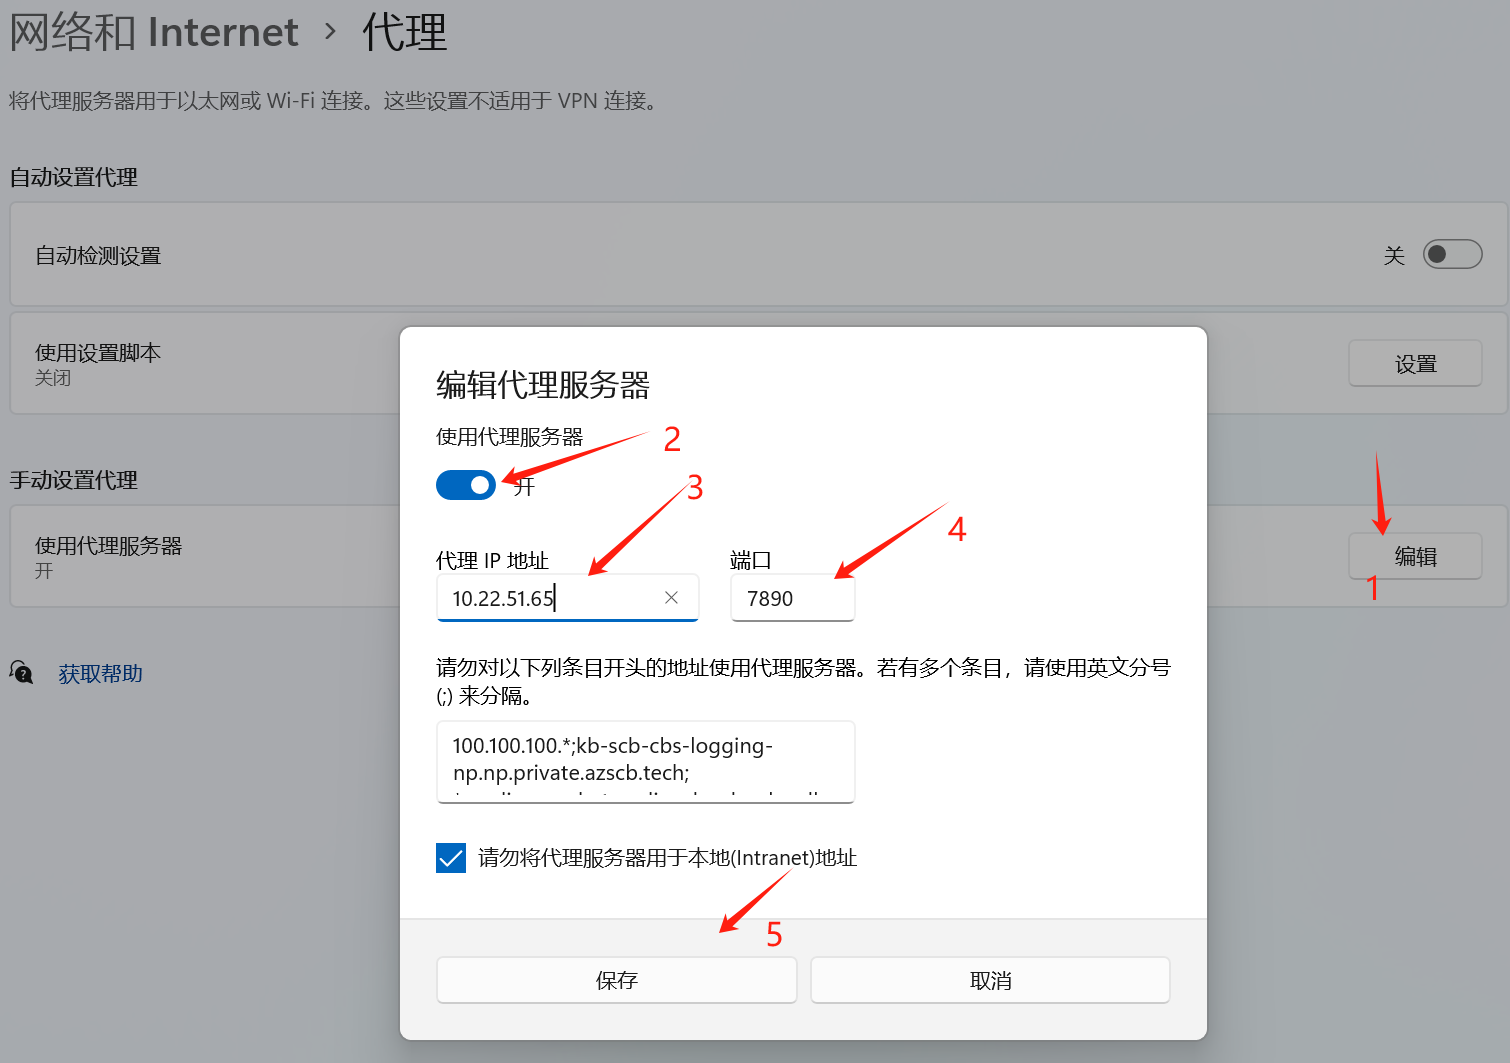 网络和 Internet › 代理
将代理服务器用于以太网或 Wi-Fi 连接。这些设置不适用于 VPN 连接。
自动设置代理
自动检测设置
关
使用设置脚本
关闭
设置
手动设置代理
使用代理服务器
开
编辑
1
获取帮助
编辑代理服务器
使用代理服务器
2
开
3
代理 IP 地址
端口
4
10.22.51.65
7890
请勿对以下列条目开头的地址使用代理服务器。若有多个条目，请使用英文分号
(;) 来分隔。
100.100.100.*;kb-scb-cbs-logging-
np.np.private.azscb.tech;
请勿将代理服务器用于本地(Intranet)地址
5
保存
取消